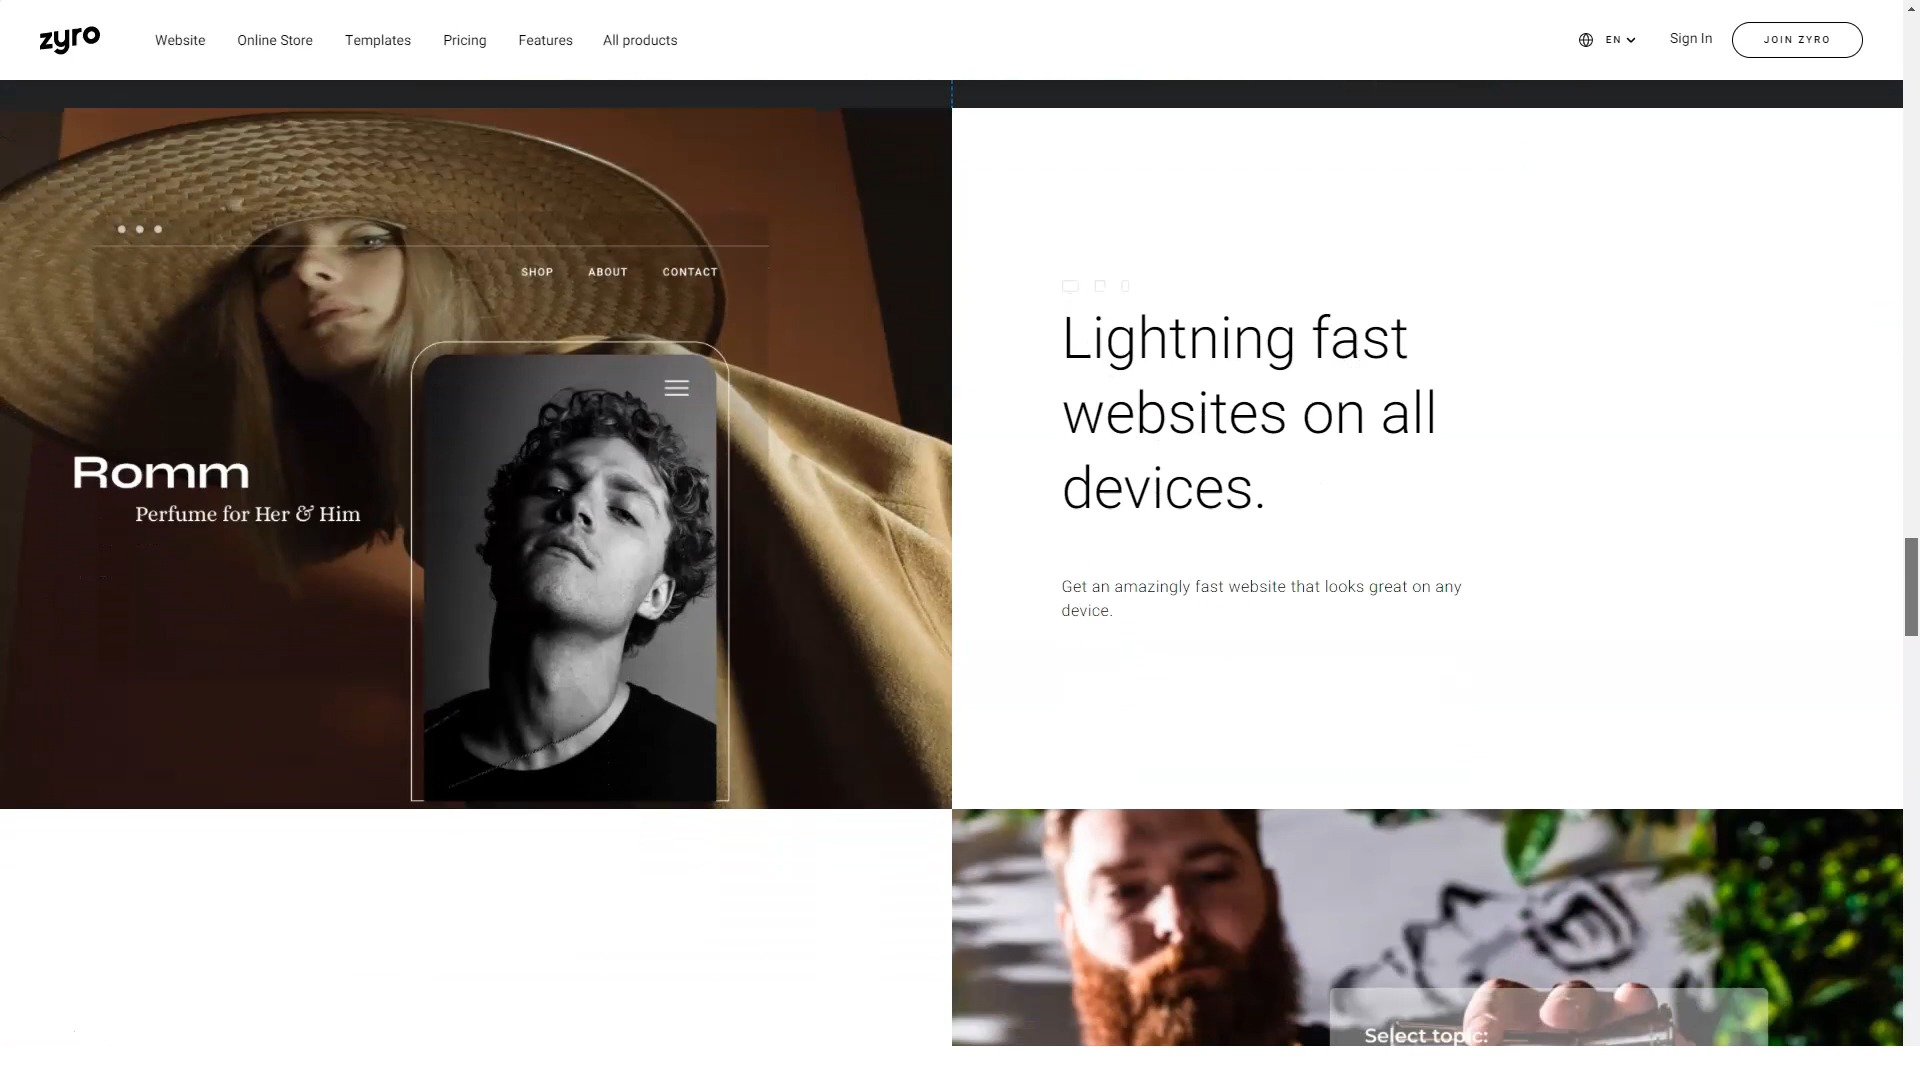 zyro
Website Online Store Templates Pricing Features All products
EN Sign In JOIN ZYRO
SHOP ABOUT CONTACT
Romm
Perfume for Her & Him
Lightning fast
websites on all
devices.
Get an amazingly fast website that looks great on any
device.
Select topic: